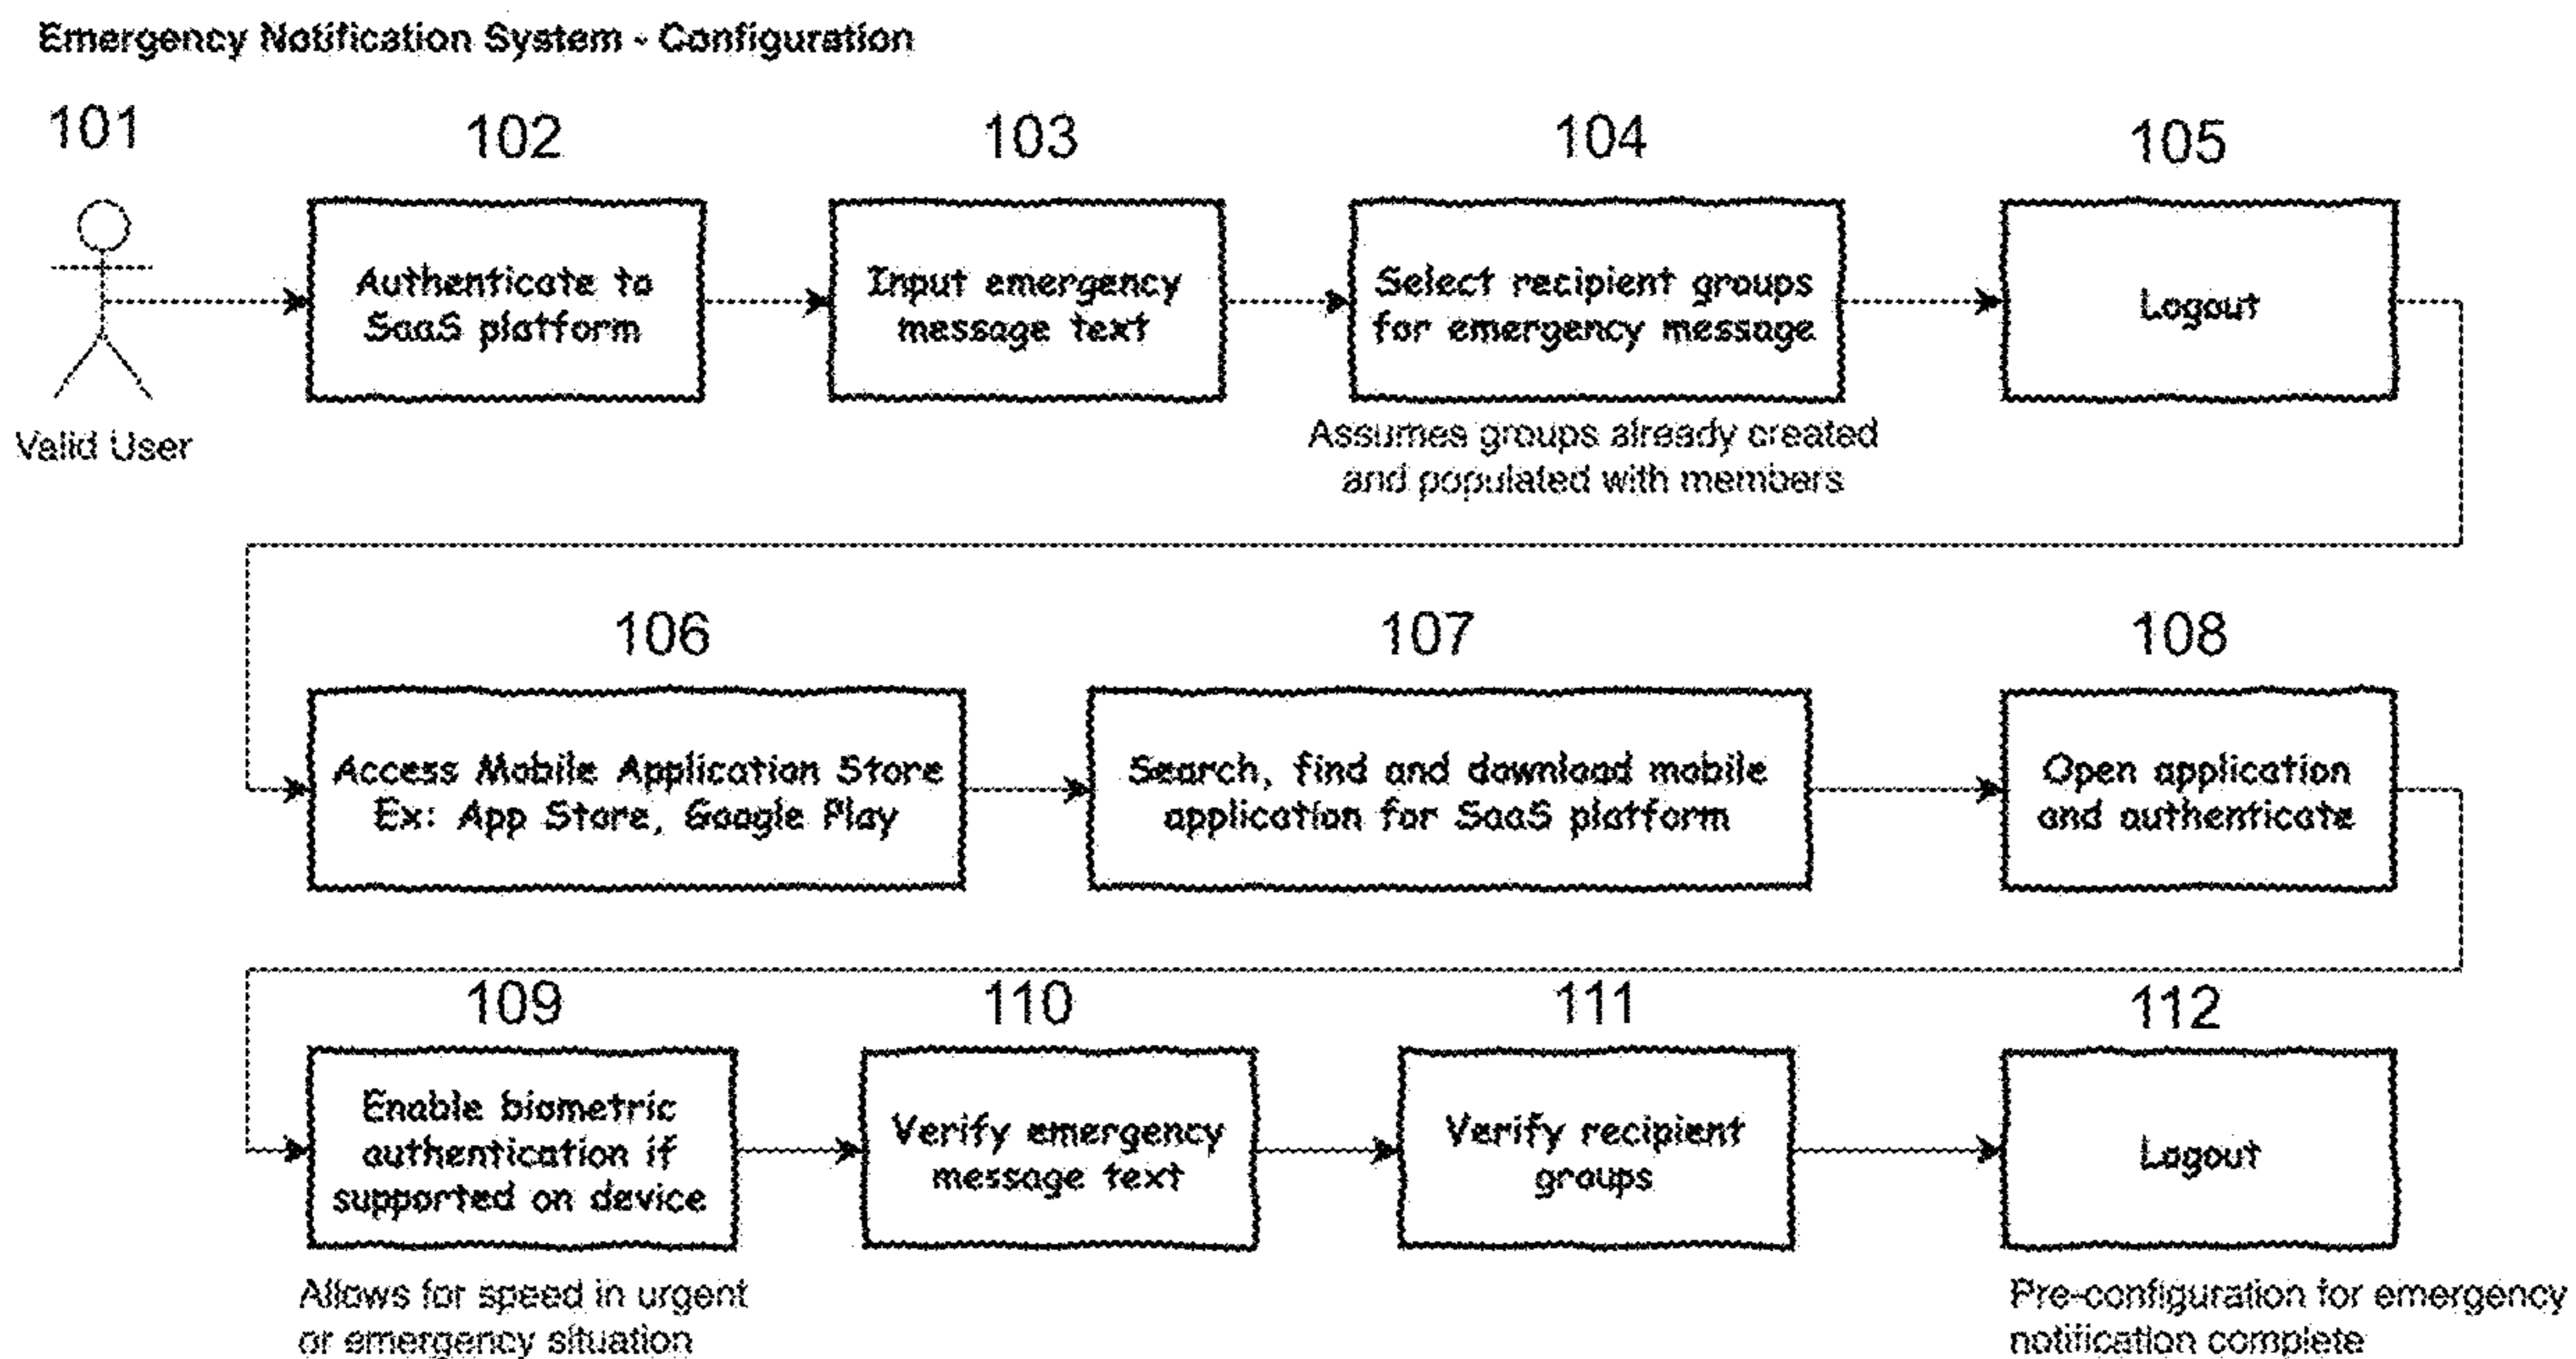 Emergency Notification System - Configuration
101
102
103
104
105
Authenticate to
SaaS platform
Input emergency
message text
Select recipient groups
for emergency message
Logout
Valid User
Assumes groups already created
and populated with members
106
107
108
Access Mobile Application Store
Ex: App Store, Google Play
Search, find and download mobile
application for SaaS platform
Open application
and authenticate
109
110
111
112
Enable biometric
authentication if
supported on device
Verify emergency
message text
Verify recipient
groups
Logout
Allows for speed in urgent
or emergency situation
Pre-configuration for emergency
notification complete